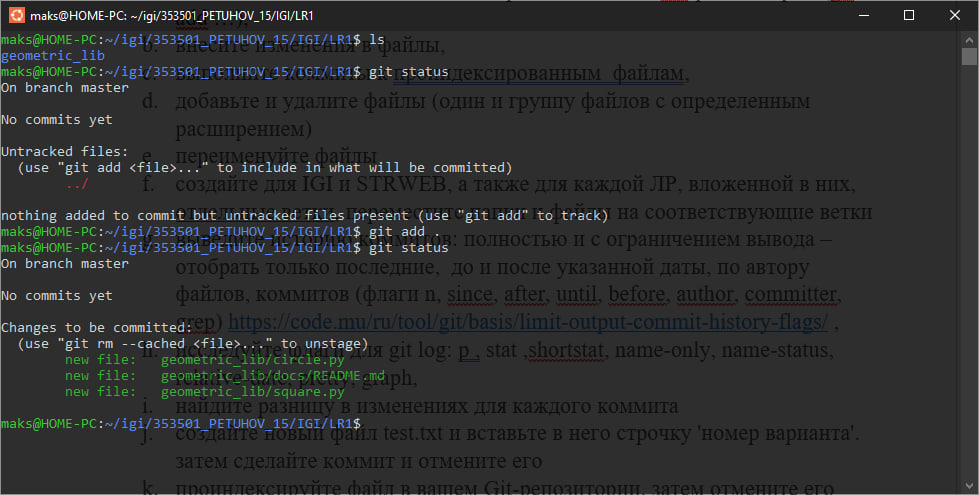 maks@HOME-PC: ~/igi/353501_PETUHOV_15/IGI/LR1
maks@HOME-PC:~/igi/353501_PETUHOV_15/IGI/LR1$ ls
geometric_lib
maks@HOME-PC:~/igi/353501_PETUHOV_15/IGI/LR1$ git status
On branch master
No commits yet
Untracked files:
(use "git add <file>..." to include in what will be committed)
../
nothing added to commit but untracked files present (use "git add" to track)
maks@HOME-PC:~/igi/353501_PETUHOV_15/IGI/LR1$ git add .
maks@HOME-PC:~/igi/353501_PETUHOV_15/IGI/LR1$ git status
On branch master
No commits yet
Changes to be committed:
(use "git rm --cached <file>..." to unstage)
new file:   geometric_lib/circle.py
new file:   geometric_lib/docs/README.md
new file:   geometric_lib/square.py
maks@HOME-PC:~/igi/353501_PETUHOV_15/IGI/LR1$
внесите изменения в файлы,
индексированным файлам,
d. добавьте и удалите файлы (один и группу файлов с определенным
расширением)
e. переименуйте файлы
f. создайте для IGI и STRWEB, а также для каждой ЛР, вложенной в них,
на соответствующие ветки
полностью и с ограничением вывода –
отобрать только последние, до и после указанной даты, по автору
файлов, коммитов (флаги n, since, after, until, before, author, committer,
grep) https://code.mu/ru/tool/git/basis/limit-output-commit-history-flags/ ,
для git log: p , stat ,shortstat, name-only, name-status,
graph,
i. найдите разницу в изменениях для каждого коммита
j. создайте новый файл test.txt и вставьте в него строчку 'номер варианта'.
затем сделайте коммит и отмените его
k. проиндексируйте файл в вашем Git-репозитории, затем отмените его